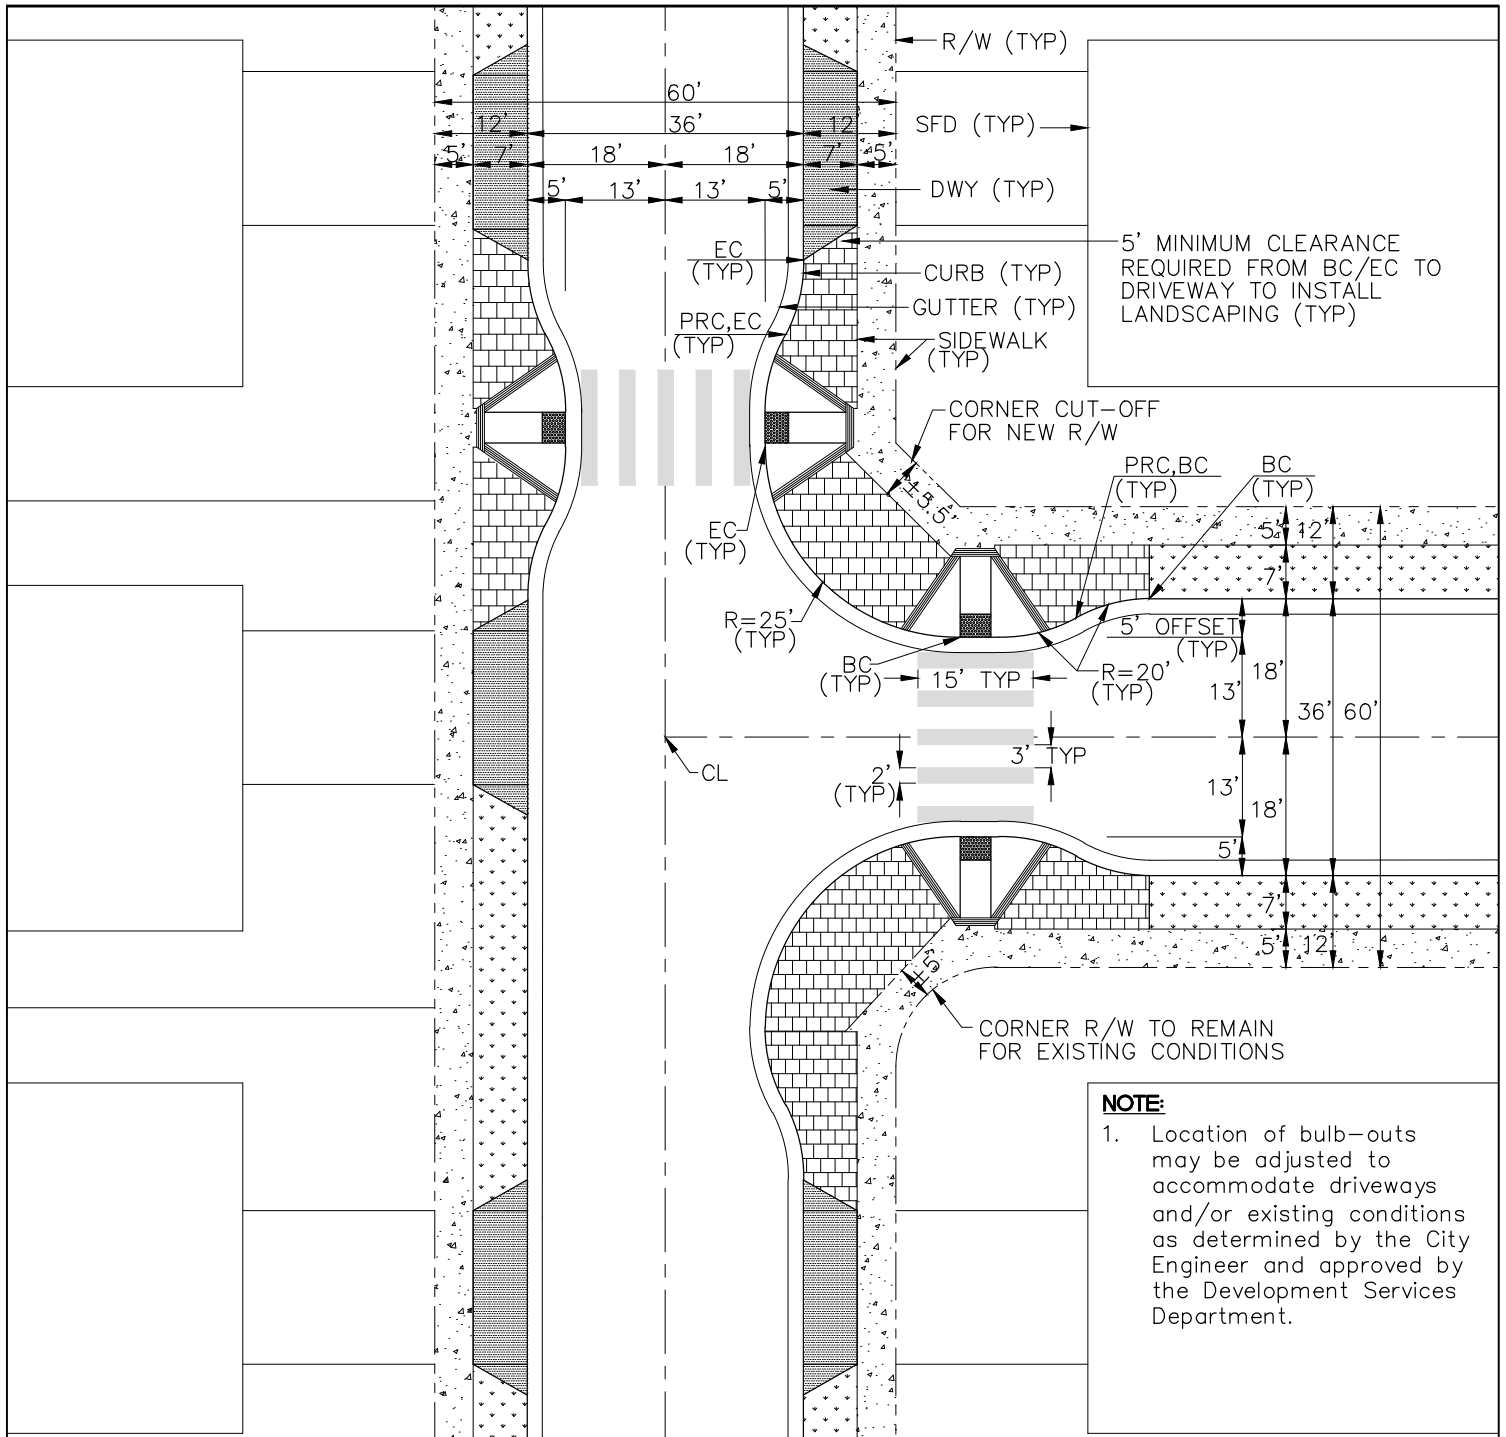 R/W (TYP)
60'
12'
36'
12'
SFD (TYP)
5'
7'
18'
18'
7'
5'
5'
13'
13'
5'
DWY (TYP)
EC
(TYP)
5' MINIMUM CLEARANCE
REQUIRED FROM BC/EC TO
DRIVEWAY TO INSTALL
LANDSCAPING (TYP)
CURB (TYP)
GUTTER (TYP)
PRC,EC
(TYP)
SIDEWALK
(TYP)
CORNER CUT-OFF
FOR NEW R/W
PRC,BC
(TYP)
BC
(TYP)
±5.5'
EC
(TYP)
5'
12'
7'
R=25'
(TYP)
5' OFFSET
(TYP)
BC
(TYP)
15' TYP
R=20'
(TYP)
13'
18'
36'
60'
CL
3' TYP
2'
(TYP)
13'
18'
5'
7'
5'
12'
±5'
CORNER R/W TO REMAIN
FOR EXISTING CONDITIONS
NOTE:
1. Location of bulb-outs
may be adjusted to
accommodate driveways
and/or existing conditions
as determined by the City
Engineer and approved by
the Development Services
Department.